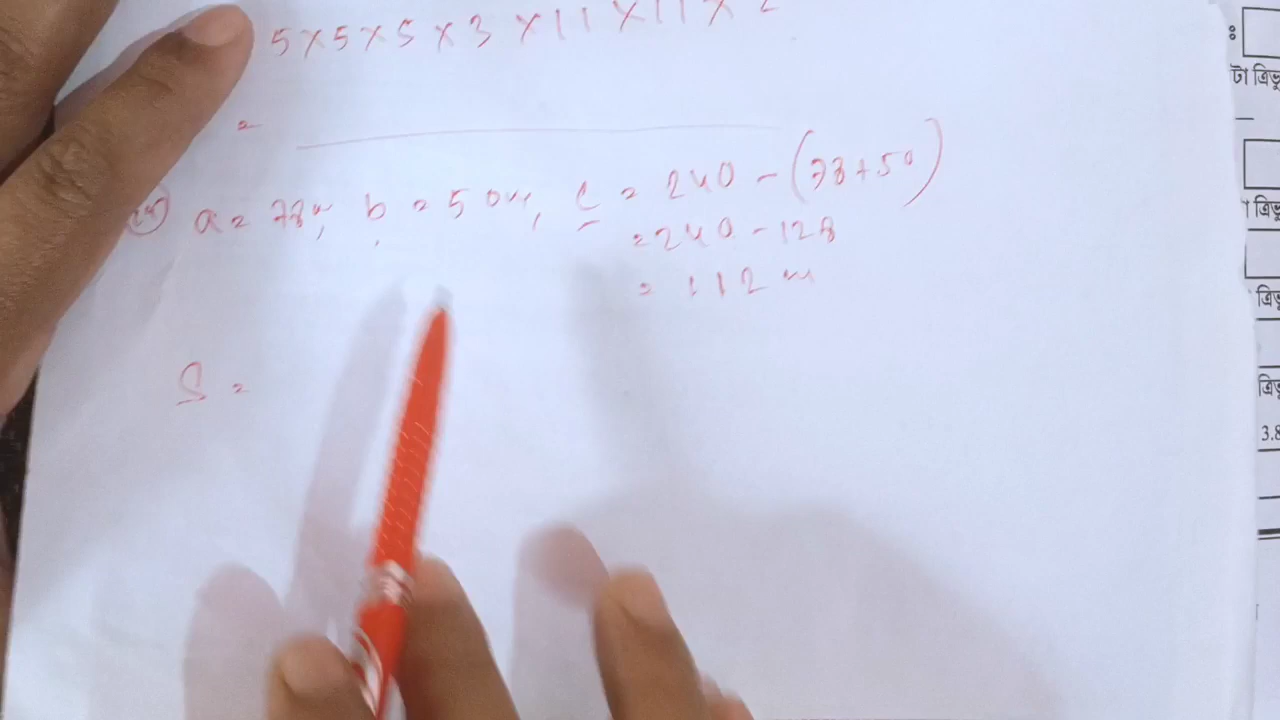 5 × 5 × 5 × 3 × 11 × 11 × 2
=
a = 78m, b = 50m, c = 240 - (78+50)
= 240 - 128
= 112 m
S =
টা ত্রিভু
ত্রিভু
ত্রিভু
ত্রিভু
3.8